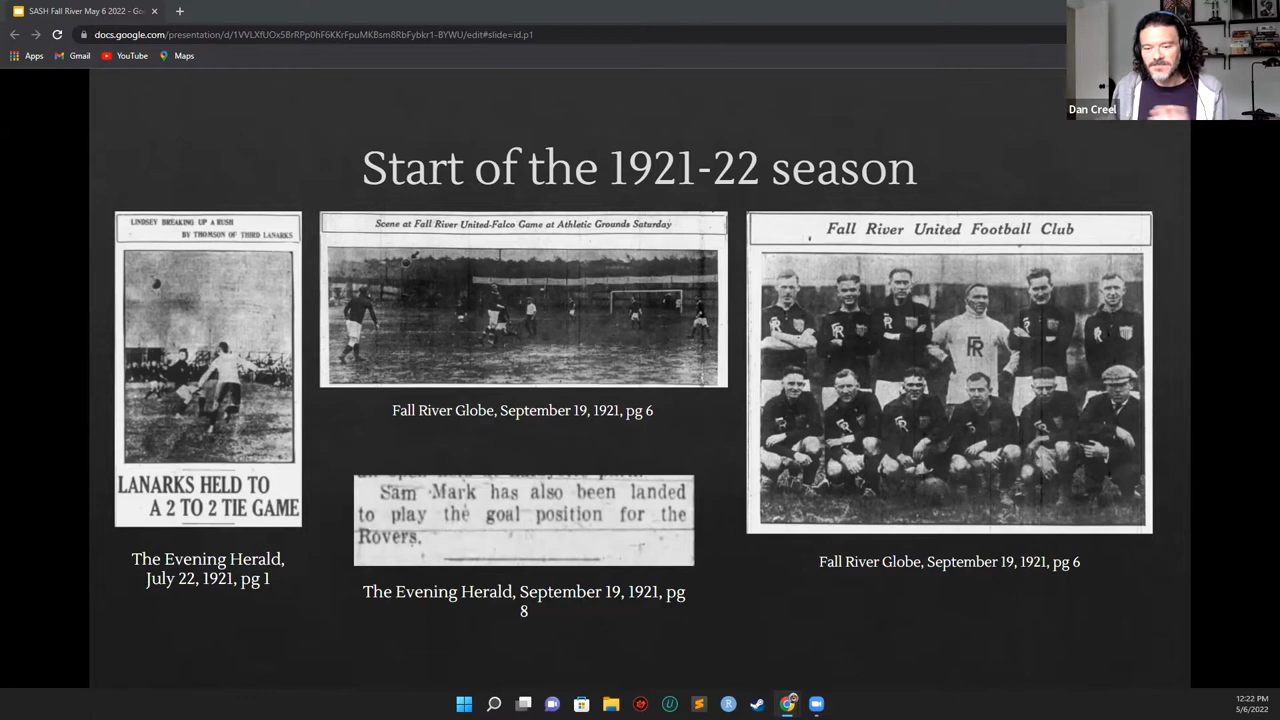 SASH Fall River May 6 2022 - Go
docs.google.com/presentation/d/1VVLXfUOx5BrRPp0hF6KKrFpuMKBsm8RbFybkr1-BYWU/edit#slide=id.p1
Apps
Gmail
YouTube
Maps
Dan Creel
Start of the 1921-22 season
LINDSEY BREAKING UP A RUSH
BY THOMSON OF THIRD LANARKS
LANARKS HELD TO
A 2 TO 2 TIE GAME
The Evening Herald,
July 22, 1921, pg 1
Scene at Fall River United-Falco Game at Athletic Grounds Saturday
Fall River Globe, September 19, 1921, pg 6
Sam Mark has also been landed
to play the goal position for the
Rovers.
The Evening Herald, September 19, 1921, pg
8
Fall River United Football Club
FR
Fall River Globe, September 19, 1921, pg 6
12:22 PM
5/6/2022